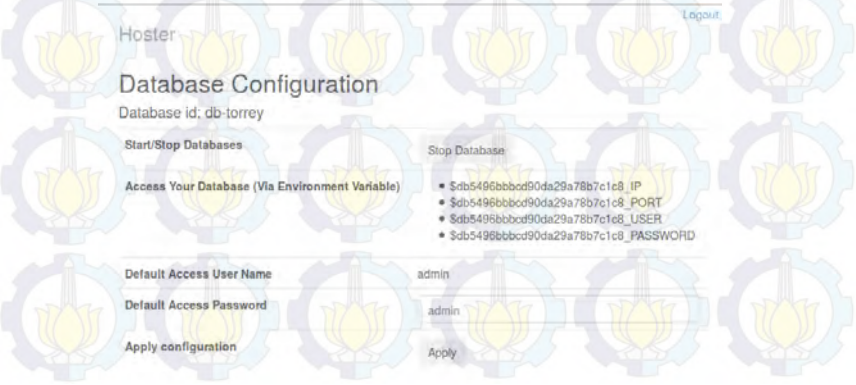 Logout
Hoster
Database Configuration
Database id: db-torrey
Start/Stop Databases
Stop Database
Access Your Database (Via Environment Variable)
$db5496bbbcd90da29a78b7c1c8_IP
$db5496bbbcd90da29a78b7c1c8_PORT
$db5496bbbcd90da29a78b7c1c8_USER
$db5496bbbcd90da29a78b7c1c8_PASSWORD
Default Access User Name
admin
Default Access Password
admin
Apply configuration
Apply